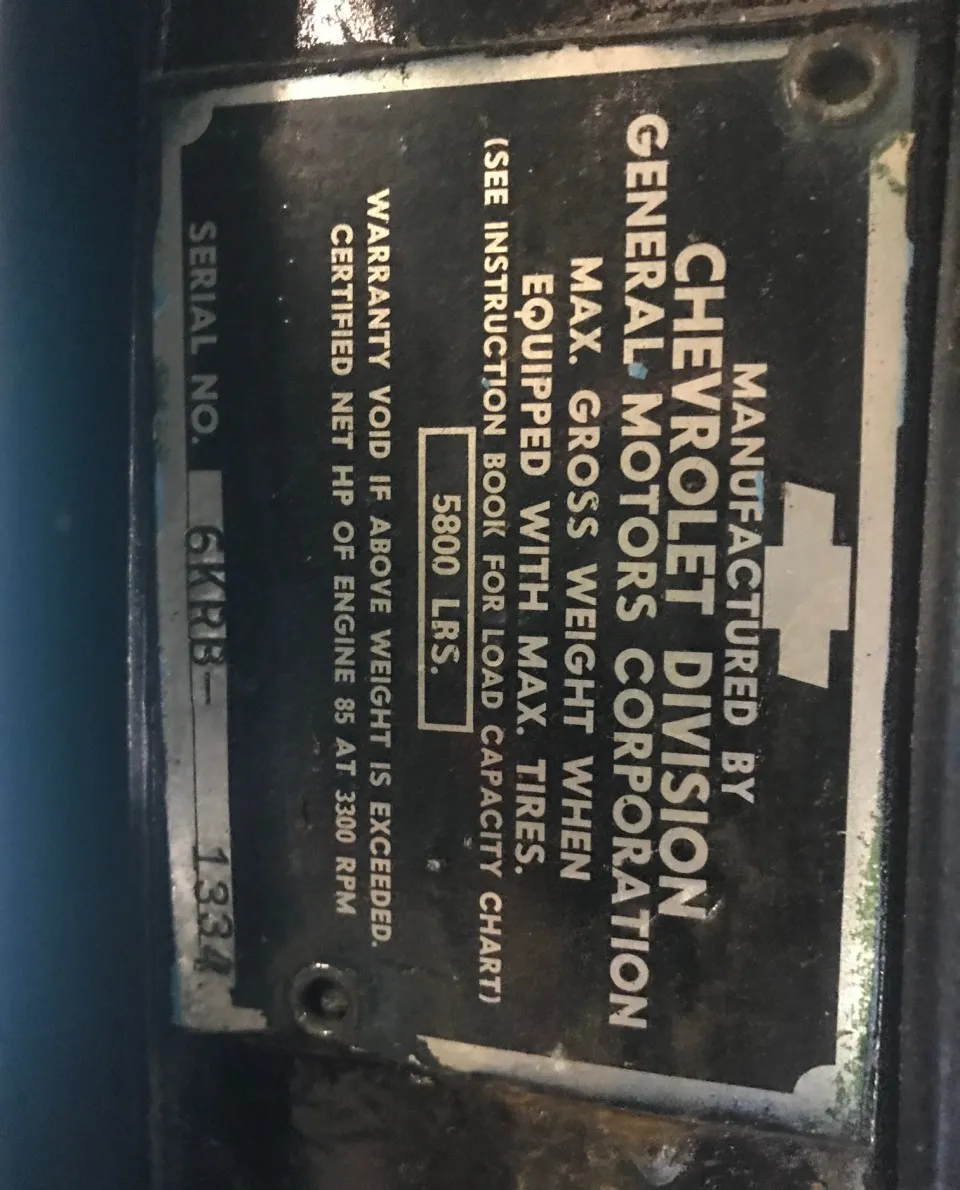 MANUFACTURED BY
CHEVROLET DIVISION
GENERAL MOTORS CORPORATION
MAX. GROSS WEIGHT WHEN
EQUIPPED WITH MAX. TIRES.
(SEE INSTRUCTION BOOK FOR LOAD CAPACITY CHART)
5800 LBS.
WARRANTY VOID IF ABOVE WEIGHT IS EXCEEDED.
CERTIFIED NET HP OF ENGINE 85 AT 3300 RPM
SERIAL NO. 6KRB- 1334